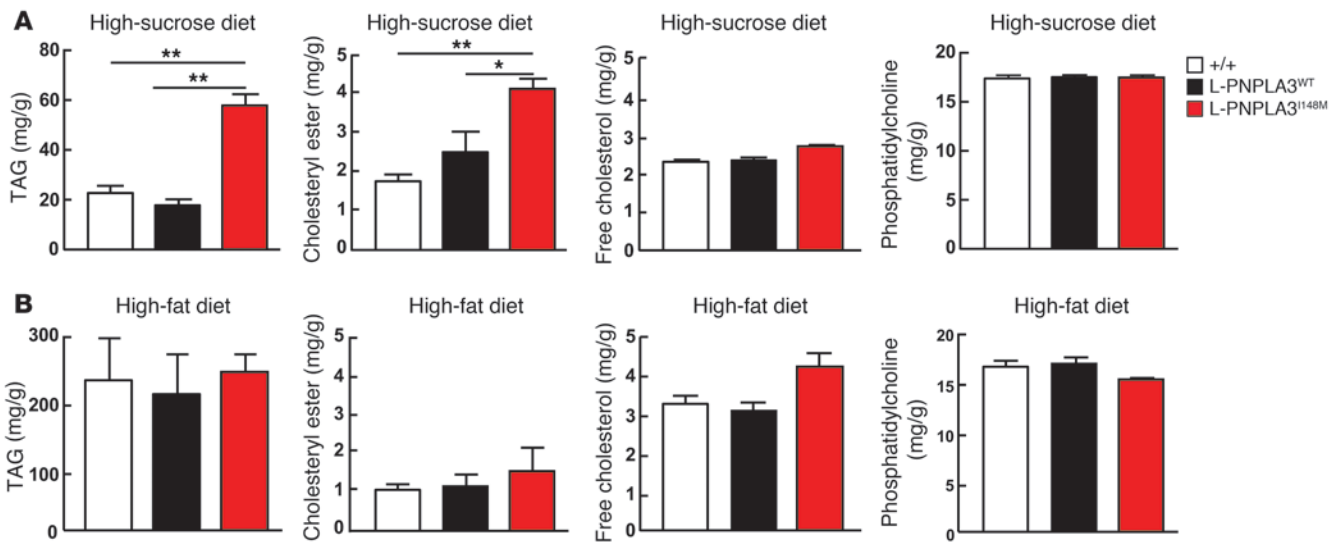 A
High-sucrose diet
80
60
40
20
0
TAG (mg/g)
**
**
High-sucrose diet
5
4
3
2
1
0
Cholesteryl ester (mg/g)
**
*
High-sucrose diet
5
4
3
2
1
0
Free cholesterol (mg/g)
High-sucrose diet
20
15
10
5
0
Phosphatidylcholine
(mg/g)
+/+
L-PNPLA3WT
L-PNPLA3I148M
B
High-fat diet
300
200
100
0
TAG (mg/g)
High-fat diet
5
4
3
2
1
0
Cholesteryl ester (mg/g)
High-fat diet
5
4
3
2
1
0
Free cholesterol (mg/g)
High-fat diet
20
15
10
5
0
Phosphatidylcholine
(mg/g)